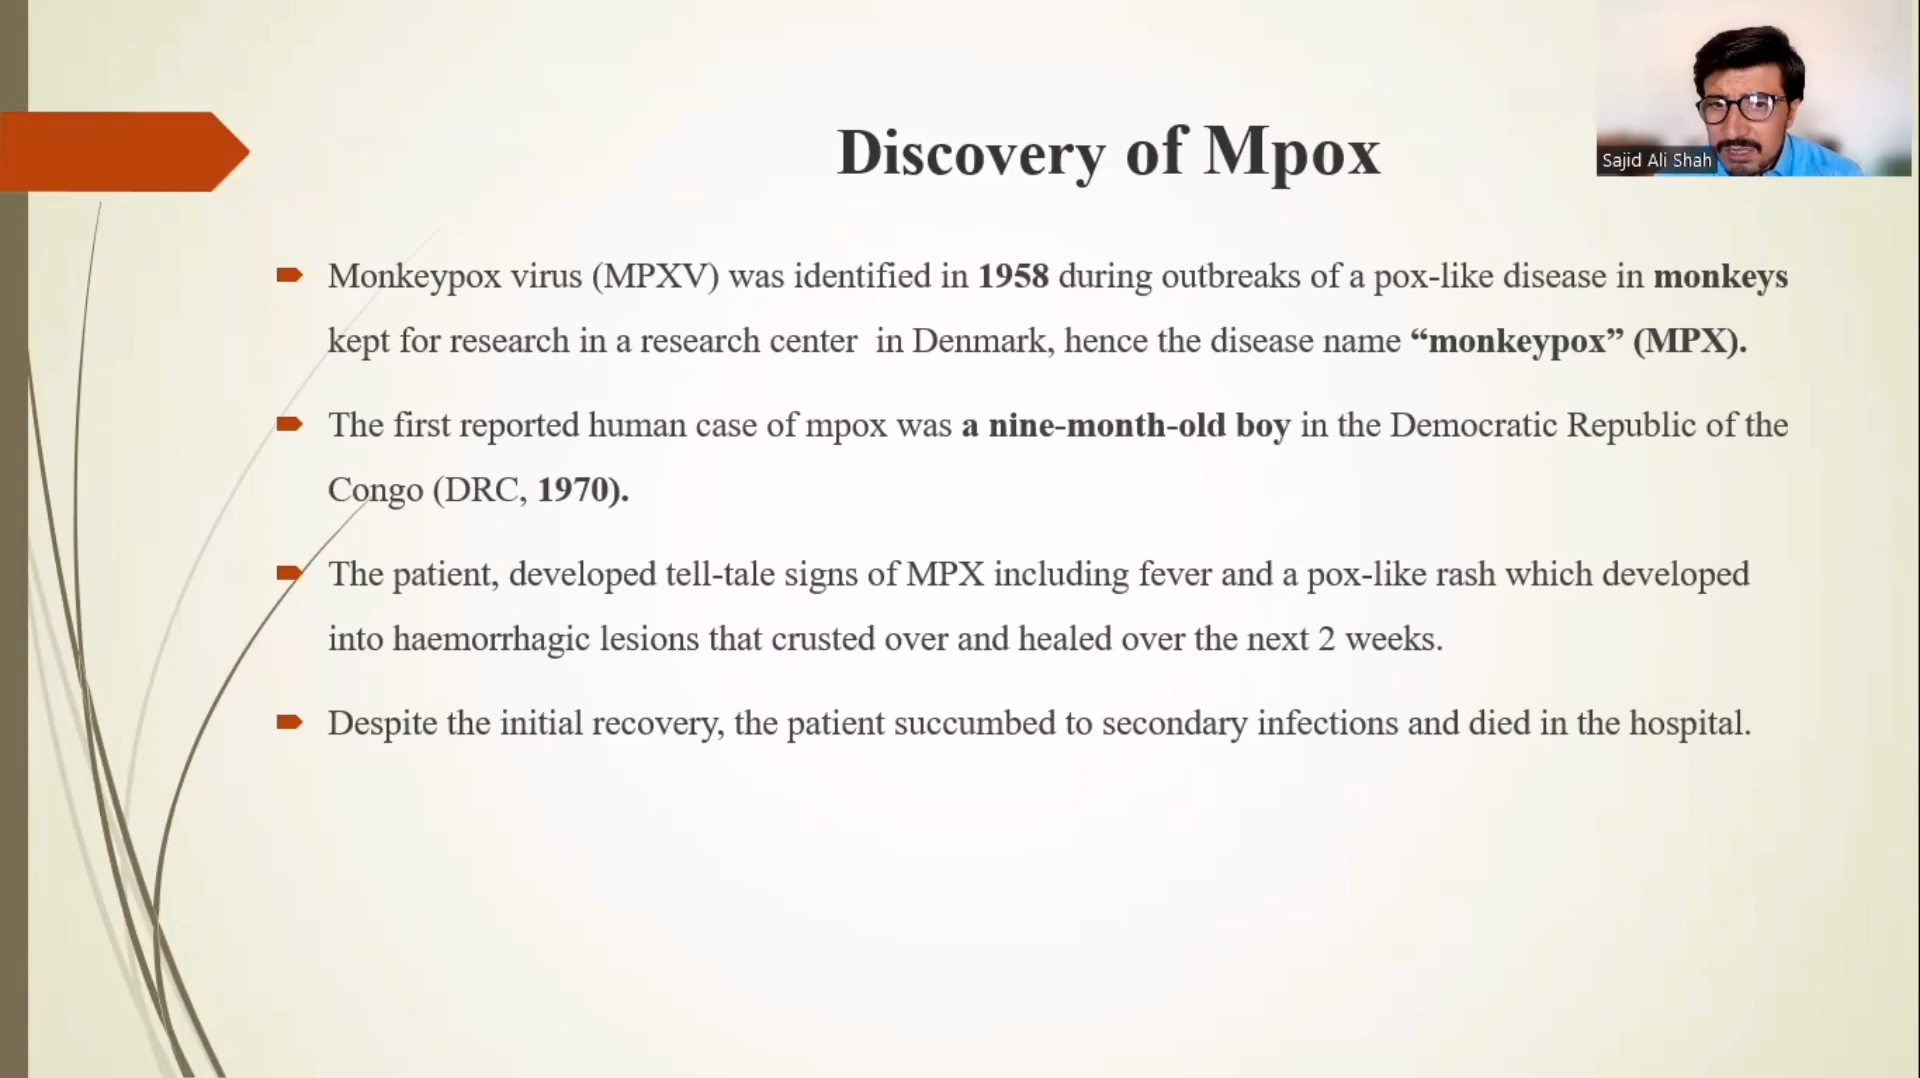 Discovery of Mpox
Sajid Ali Shah
Monkeypox virus (MPXV) was identified in 1958 during outbreaks of a pox-like disease in monkeys
kept for research in a research center  in Denmark, hence the disease name “monkeypox” (MPX).
The first reported human case of mpox was a nine-month-old boy in the Democratic Republic of the
Congo (DRC, 1970).
The patient, developed tell-tale signs of MPX including fever and a pox-like rash which developed
into haemorrhagic lesions that crusted over and healed over the next 2 weeks.
Despite the initial recovery, the patient succumbed to secondary infections and died in the hospital.